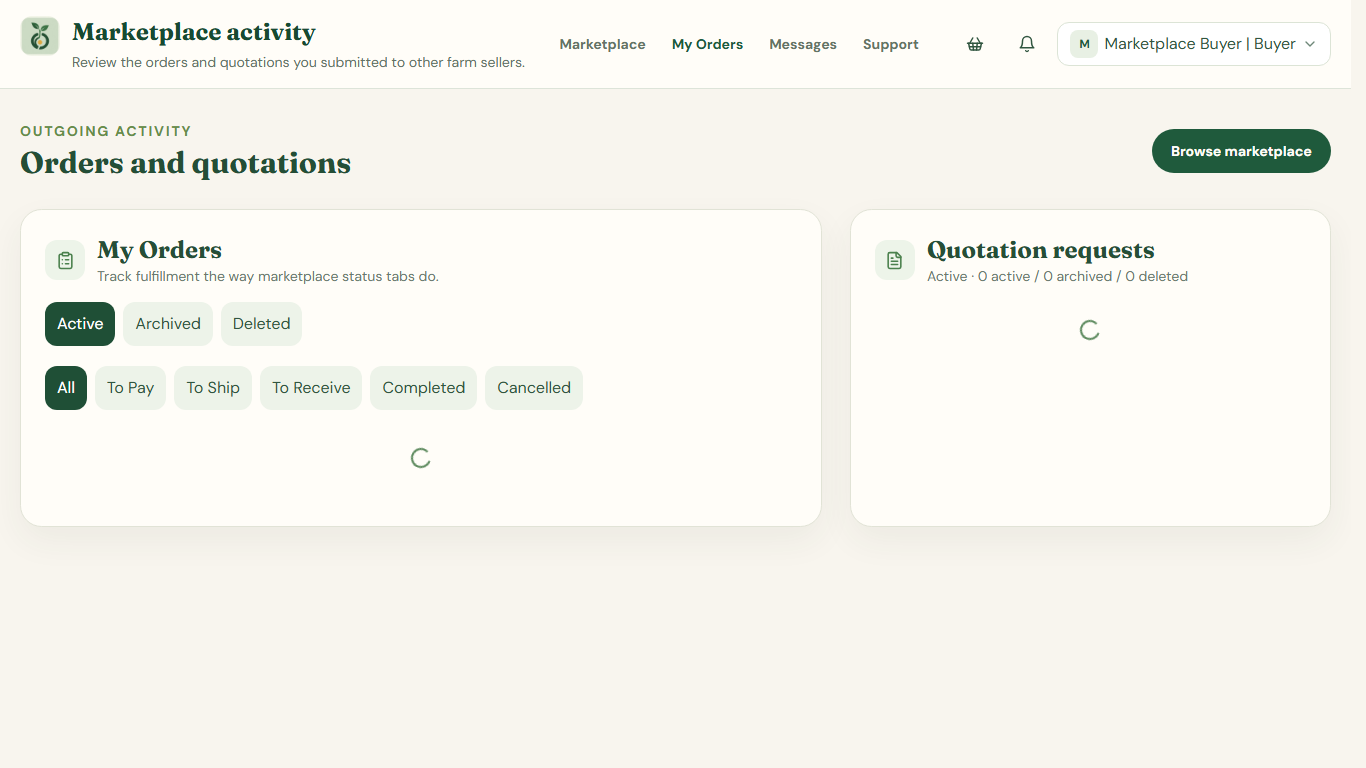 Marketplace activity
Review the orders and quotations you submitted to other farm sellers.
Marketplace
My Orders
Messages
Support
M
Marketplace Buyer | Buyer
OUTGOING ACTIVITY
Orders and quotations
Browse marketplace
My Orders
Track fulfillment the way marketplace status tabs do.
Active
Archived
Deleted
All
To Pay
To Ship
To Receive
Completed
Cancelled
Quotation requests
Active · 0 active / 0 archived / 0 deleted